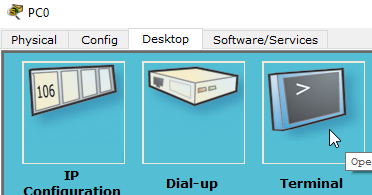 PC0
Physical Config Desktop Software/Services
106
>
Ope
IP Configuration
Dial-up
Terminal